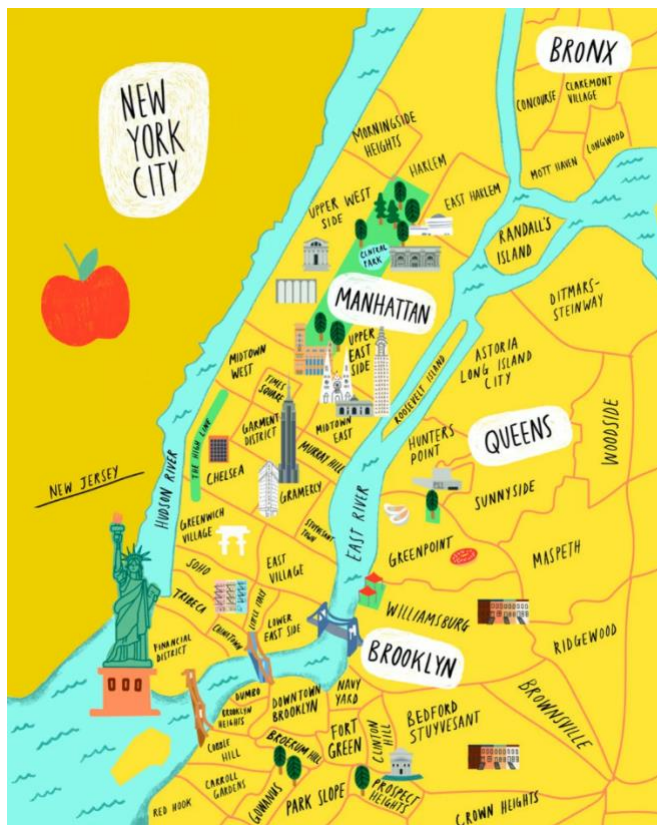 NEW
YORK
CITY
BRONX
CONCOURSE
CLAREMONT
VILLAGE
LONGWOOD
MOTT HAVEN
MORNINGSIDE
HEIGHTS
HARLEM
EAST HARLEM
UPPER WEST
SIDE
CENTRAL
PARK
RANDALL'S
ISLAND
MANHATTAN
DITMARS-
STEINWAY
UPPER
EAST
SIDE
MIDTOWN
WEST
ROOSEVELT ISLAND
ASTORIA
LONG ISLAND
CITY
TIMES
SQUARE
THE HIGH LINE
GARMENT
DISTRICT
MIDTOWN
EAST
MURRAY HILL
HUNTERS
POINT
QUEENS
WOODSIDE
CHELSEA
NEW JERSEY
HUDSON RIVER
GRAMERCY
PS1
SUNNYSIDE
GREENWICH
VILLAGE
STUYVESANT
TOWN
EAST RIVER
GREENPOINT
MASPETH
SOHO
EAST
VILLAGE
TRIBECA
LITTLE ITALY
CHINATOWN
LOWER
EAST SIDE
WILLIAMSBURG
FINANCIAL
DISTRICT
RIDGEWOOD
BROOKLYN
DUMBO
BROOKLYN
HEIGHTS
DOWNTOWN
BROOKLYN
NAVY
YARD
BROWNSVILLE
COBBLE
HILL
BROERUM HILL
FORT
GREEN
CLINTON
HILL
BEDFORD
STUYVESANT
CARROLL
GARDENS
RED HOOK
GOWANUS
PARK SLOPE
PROSPECT
HEIGHTS
CROWN HEIGHTS